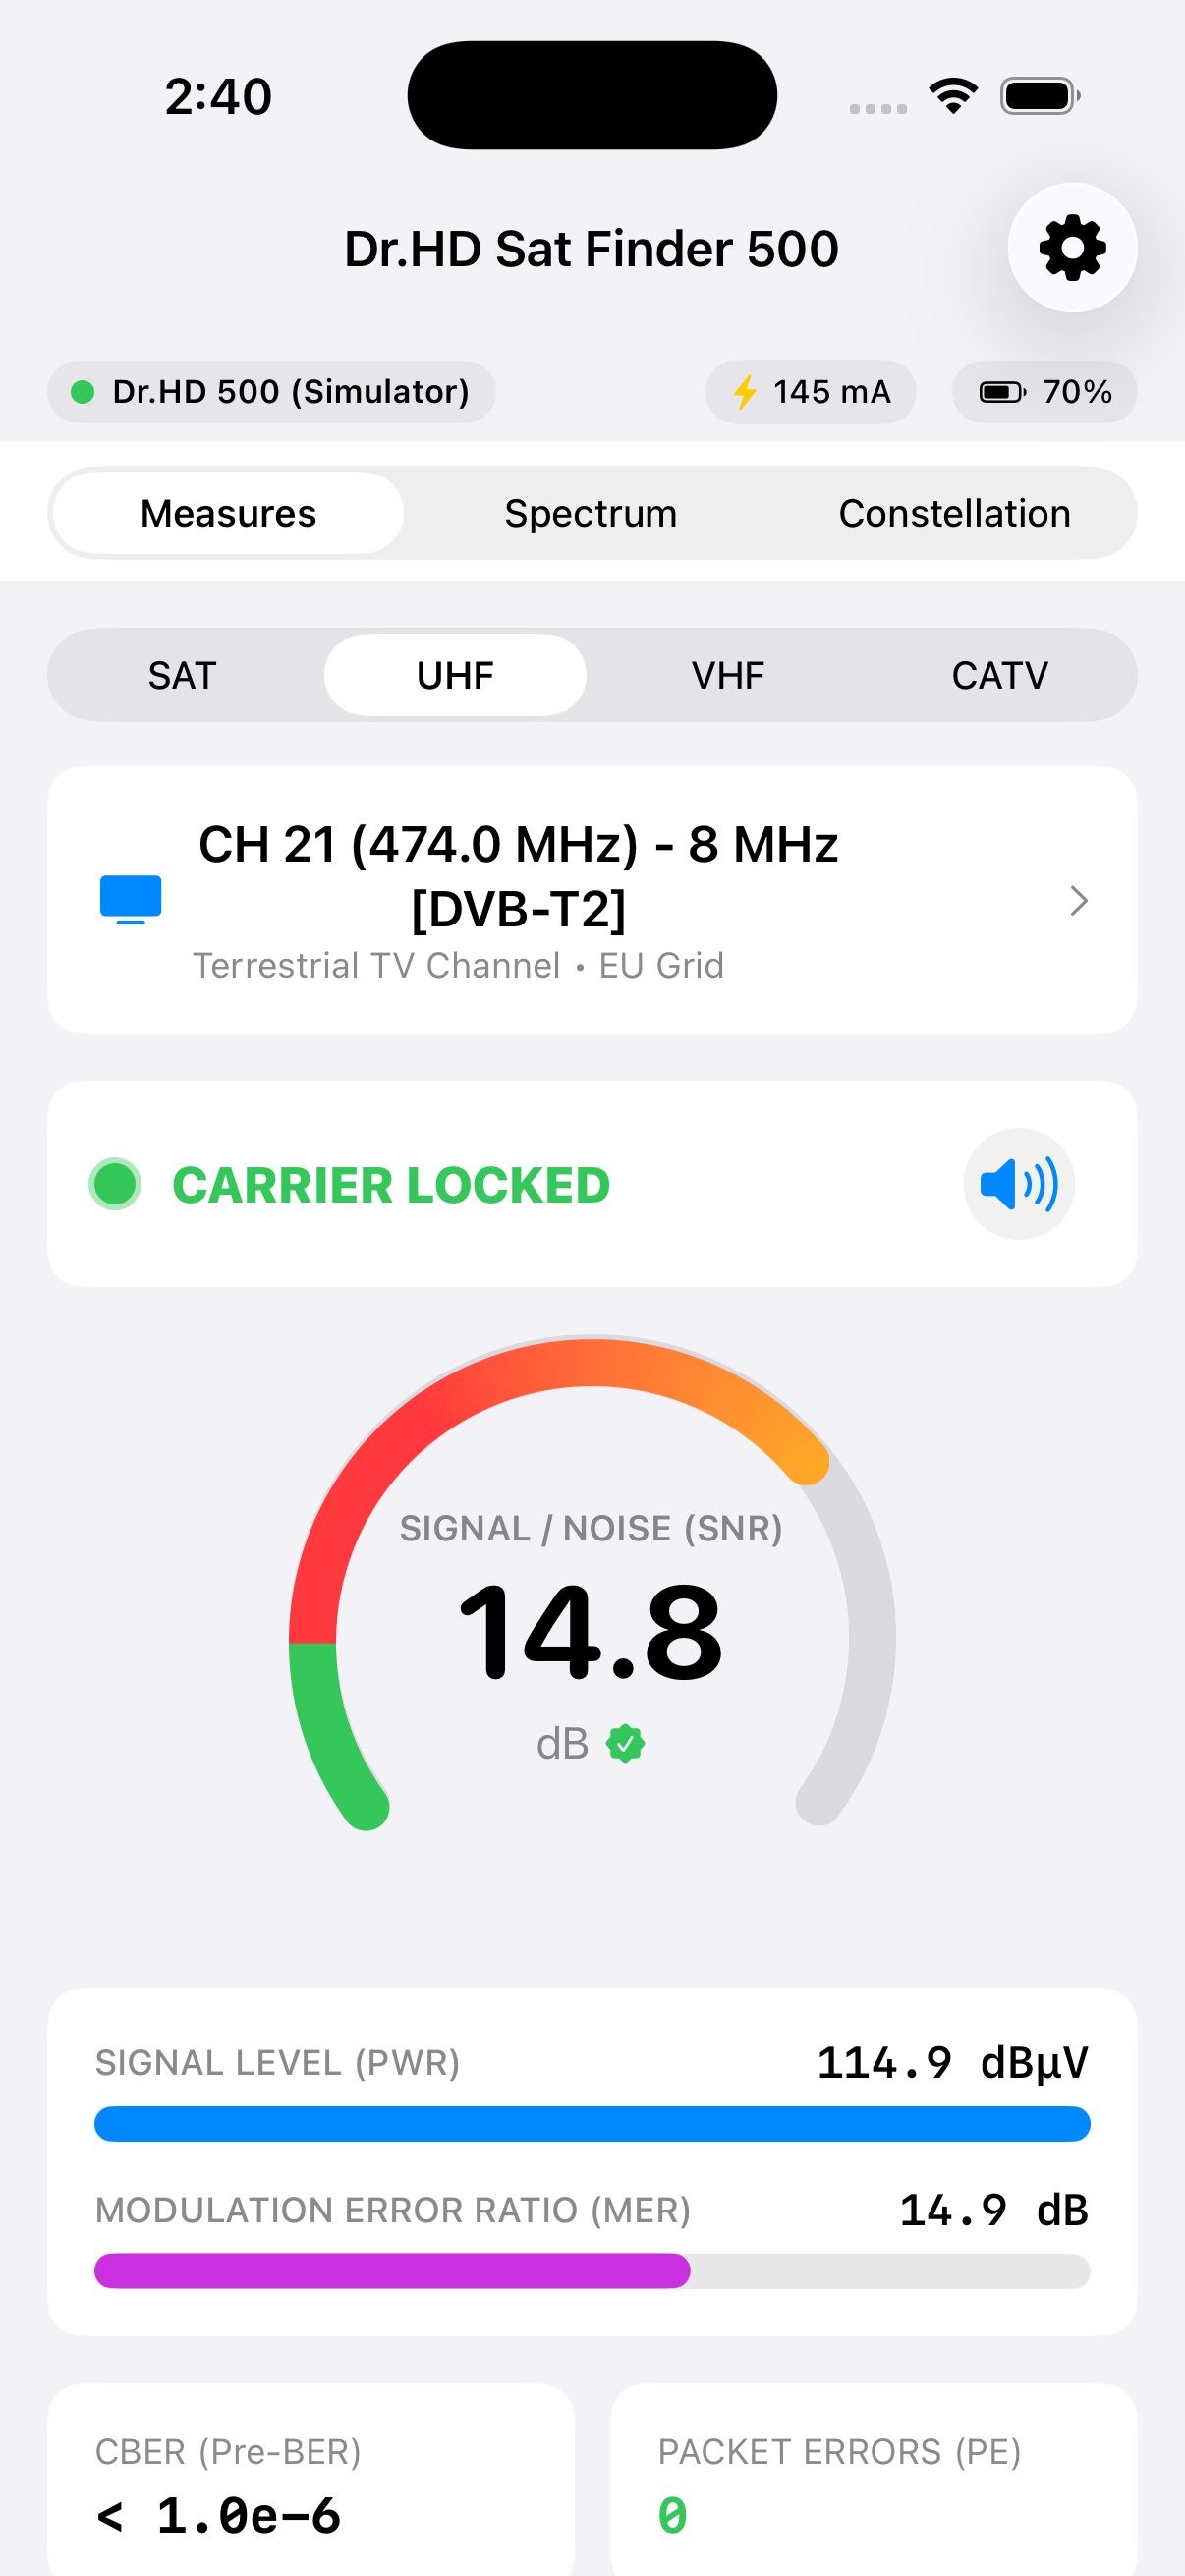 2:40
Dr.HD Sat Finder 500
Dr.HD 500 (Simulator)
145 mA
70%
Measures
Spectrum
Constellation
SAT
UHF
VHF
CATV
CH 21 (474.0 MHz) - 8 MHz
[DVB-T2]
Terrestrial TV Channel • EU Grid
CARRIER LOCKED
SIGNAL / NOISE (SNR)
14.8
dB
SIGNAL LEVEL (PWR)
114.9 dBµV
MODULATION ERROR RATIO (MER)
14.9 dB
CBER (Pre-BER)
< 1.0e-6
PACKET ERRORS (PE)
0